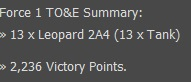 Force 1 TO&E Summary:
» 13 x Leopard 2A4 (13 x Tank)
» 2,236 Victory Points.